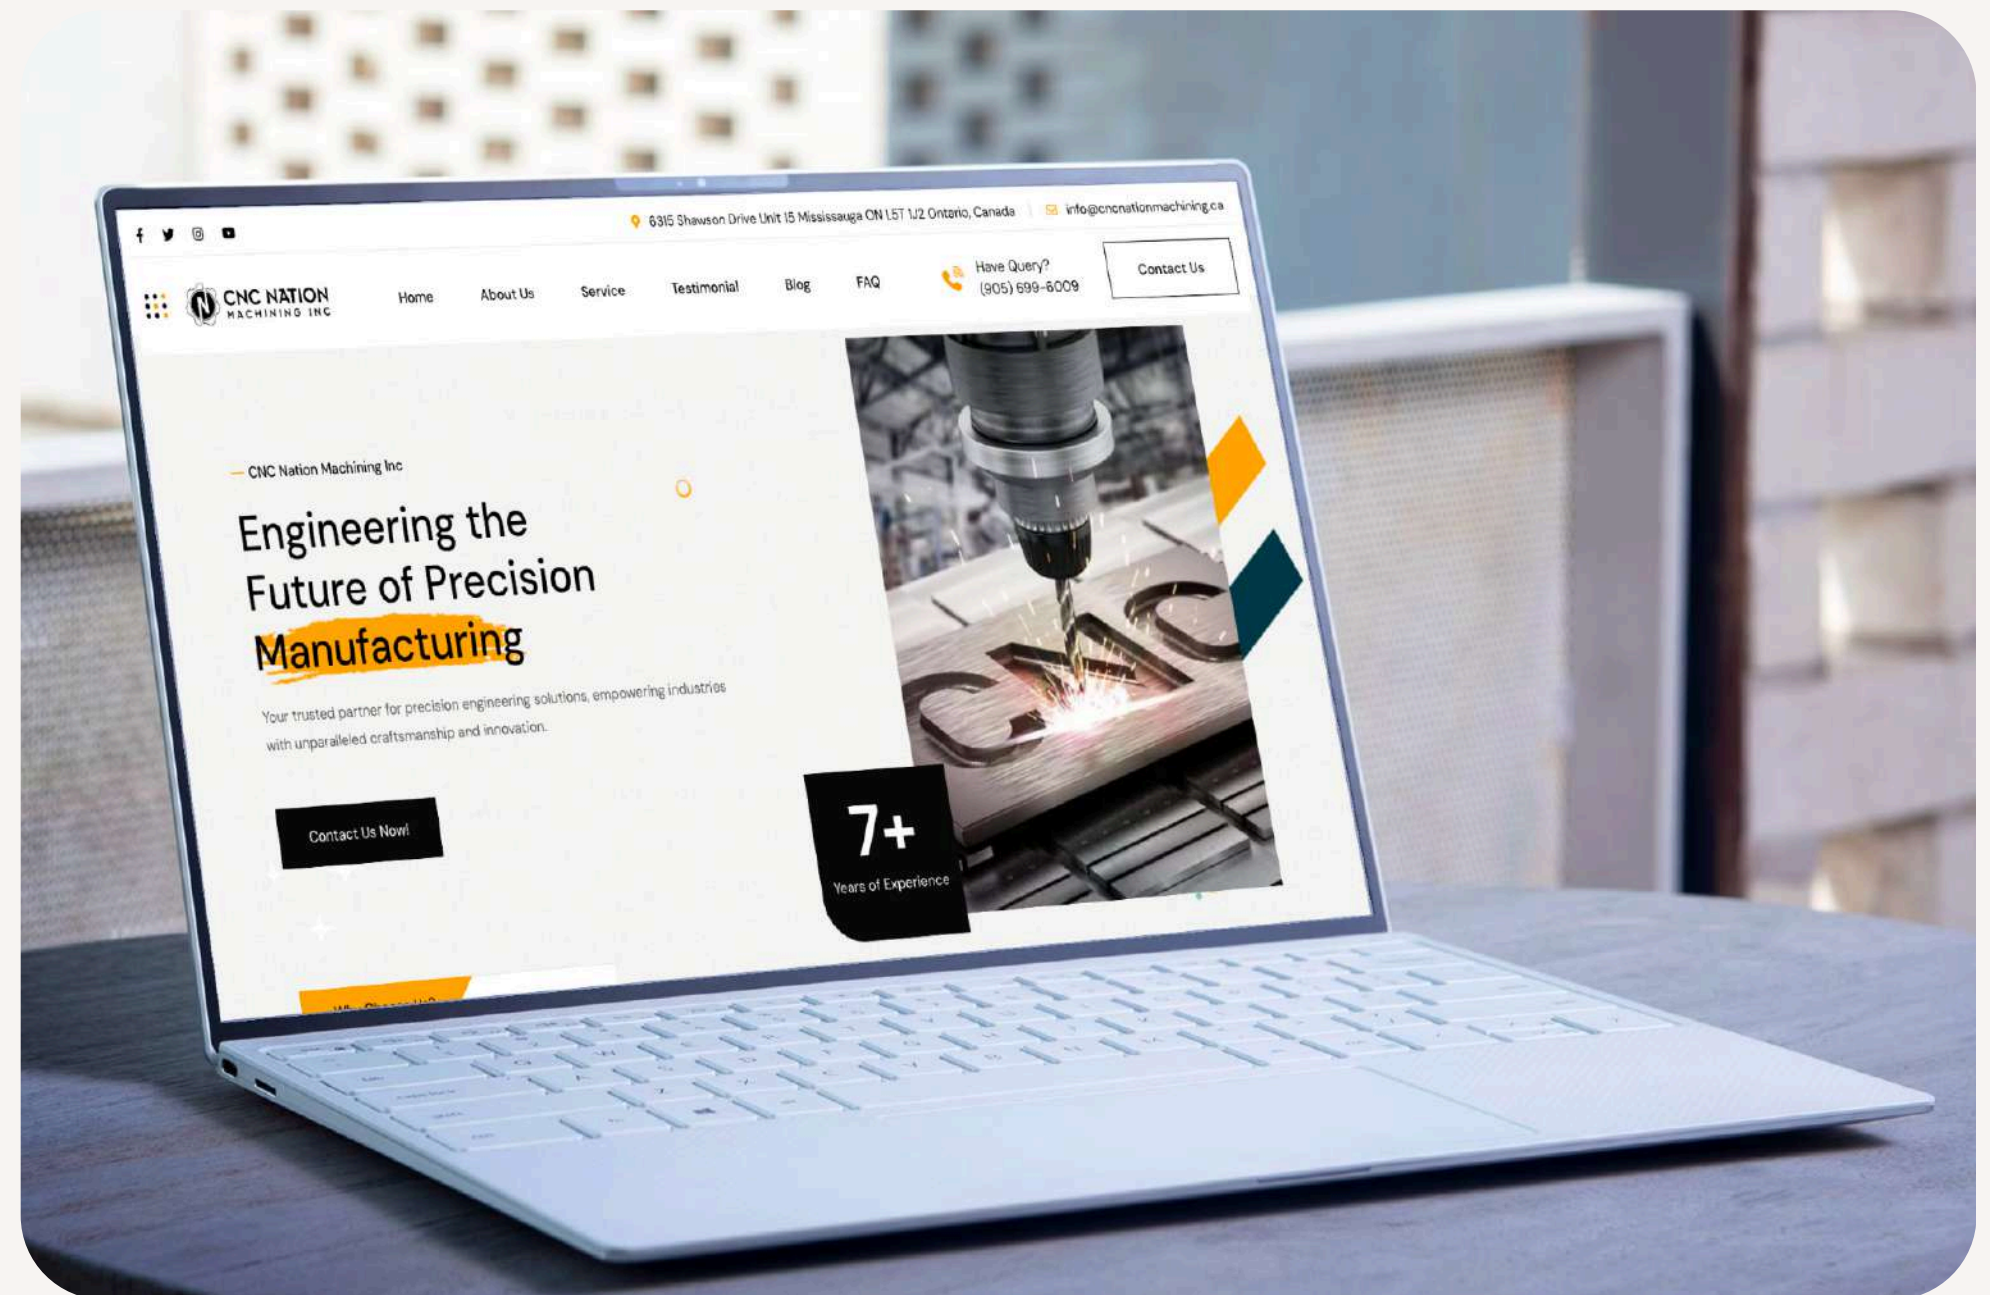 6315 Shawson Drive Unit 15 Mississauga ON L5T 1J2 Ontario, Canada
info@cncnationmachining.ca
CNC NATION
MACHINING INC
Home
About Us
Service
Testimonial
Blog
FAQ
Have Query?
(905) 699-6009
Contact Us
CNC Nation Machining Inc
Engineering the
Future of Precision
Manufacturing
Your trusted partner for precision engineering solutions, empowering industries
with unparalleled craftsmanship and innovation.
Contact Us Now!
CNC
7+
Years of Experience
Why Choose Us?